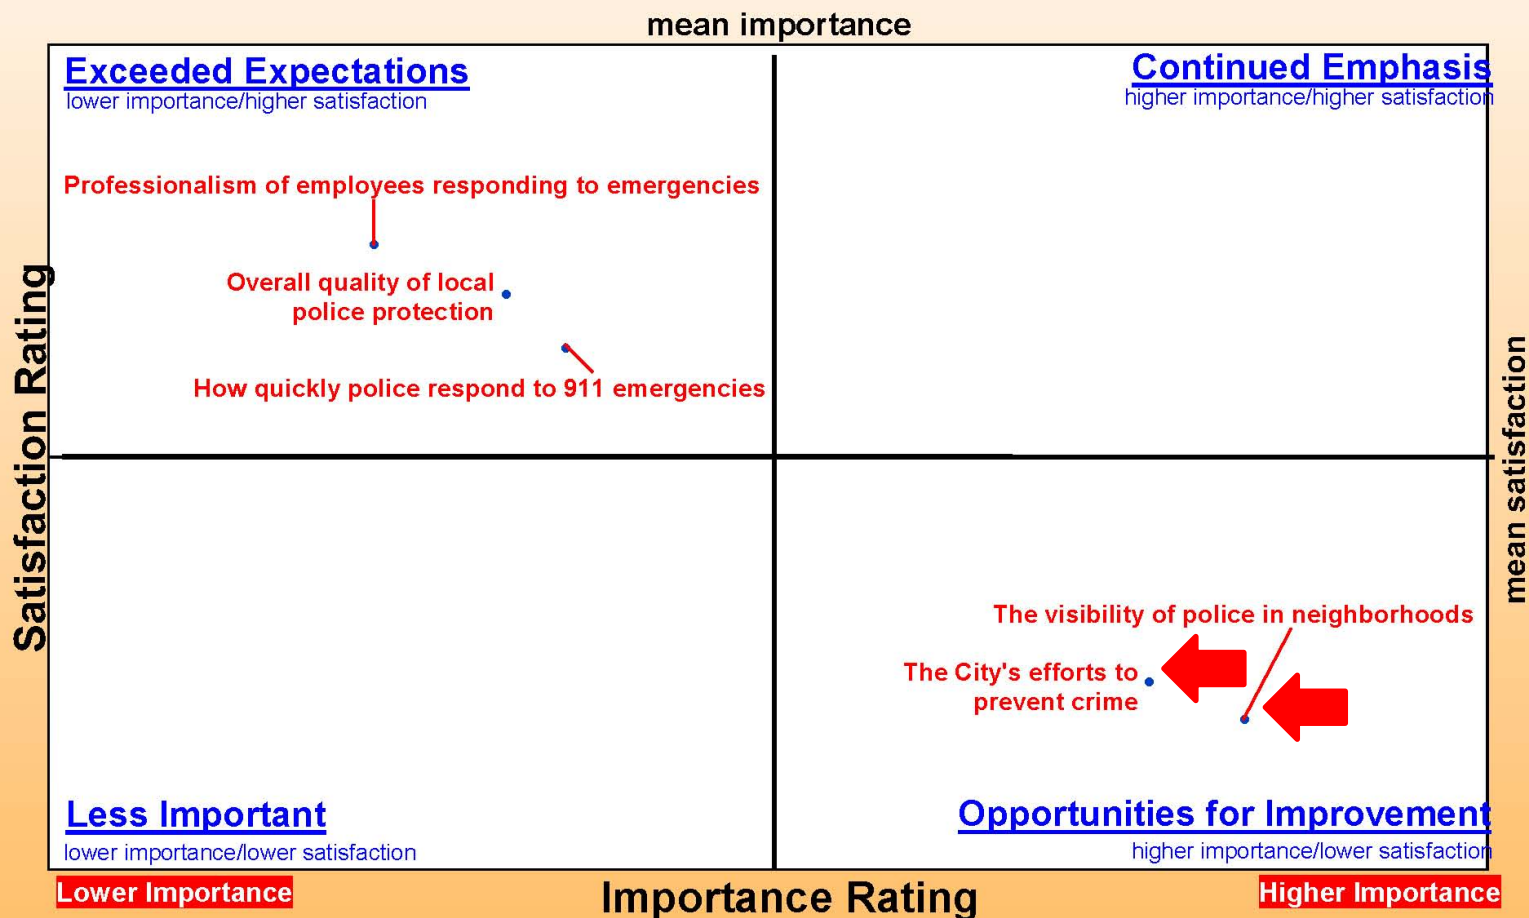 mean importance
Exceeded Expectations
lower importance/higher satisfaction
Continued Emphasis
higher importance/higher satisfaction
Professionalism of employees responding to emergencies
Overall quality of local
police protection
How quickly police respond to 911 emergencies
Satisfaction Rating
mean satisfaction
The visibility of police in neighborhoods
The City's efforts to
prevent crime
Less Important
lower importance/lower satisfaction
Opportunities for Improvement
higher importance/lower satisfaction
Lower Importance
Importance Rating
Higher Importance